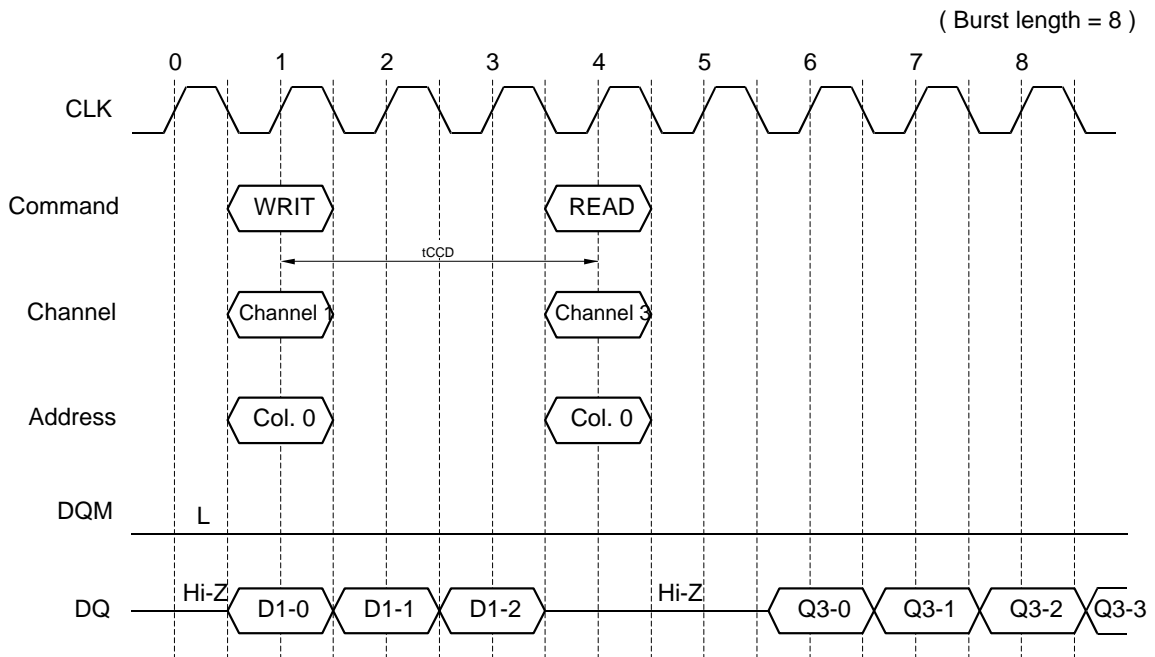 ( Burst length = 8 )
0 1 2 3 4 5 6 7 8
CLK
Command WRIT READ
tCCD
Channel Channel 1 Channel 3
Address Col. 0 Col. 0
DQM L
DQ Hi-Z D1-0 D1-1 D1-2 Hi-Z Q3-0 Q3-1 Q3-2 Q3-3